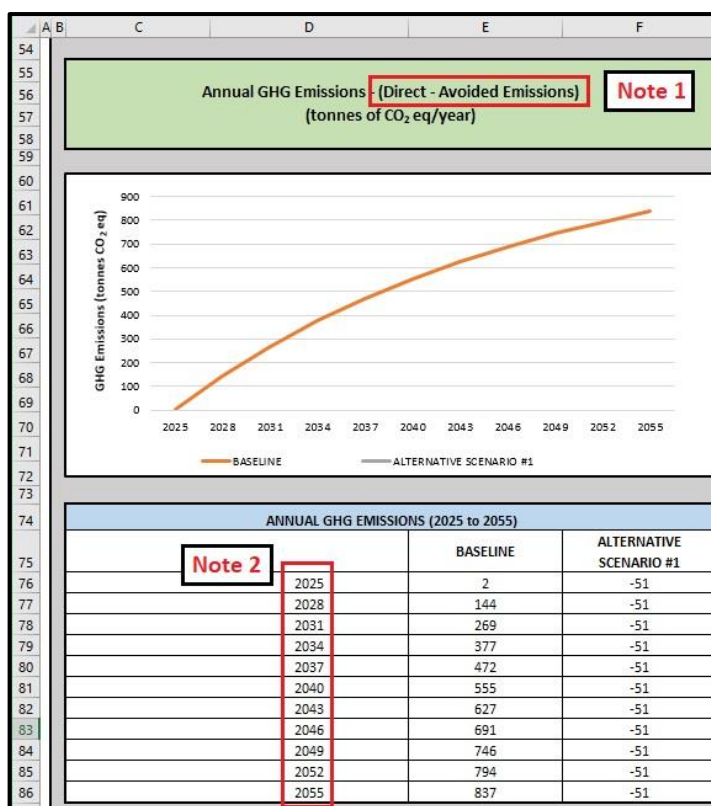 A B C D E F
54
55
56 Annual GHG Emissions - (Direct - Avoided Emissions) Note 1
57 (tonnes of CO₂ eq/year)
58
59
60
61
62
63
64
65
66
67
68
69
70
71
72
73
GHG Emissions (tonnes CO₂ eq)
900
800
700
600
500
400
300
200
100
0
2025 2028 2031 2034 2037 2040 2043 2046 2049 2052 2055
BASELINE ALTERNATIVE SCENARIO #1
74 ANNUAL GHG EMISSIONS (2025 to 2055)
75 Note 2 BASELINE ALTERNATIVE SCENARIO #1
76 2025 2 -51
77 2028 144 -51
78 2031 269 -51
79 2034 377 -51
80 2037 472 -51
81 2040 555 -51
82 2043 627 -51
83 2046 691 -51
84 2049 746 -51
85 2052 794 -51
86 2055 837 -51